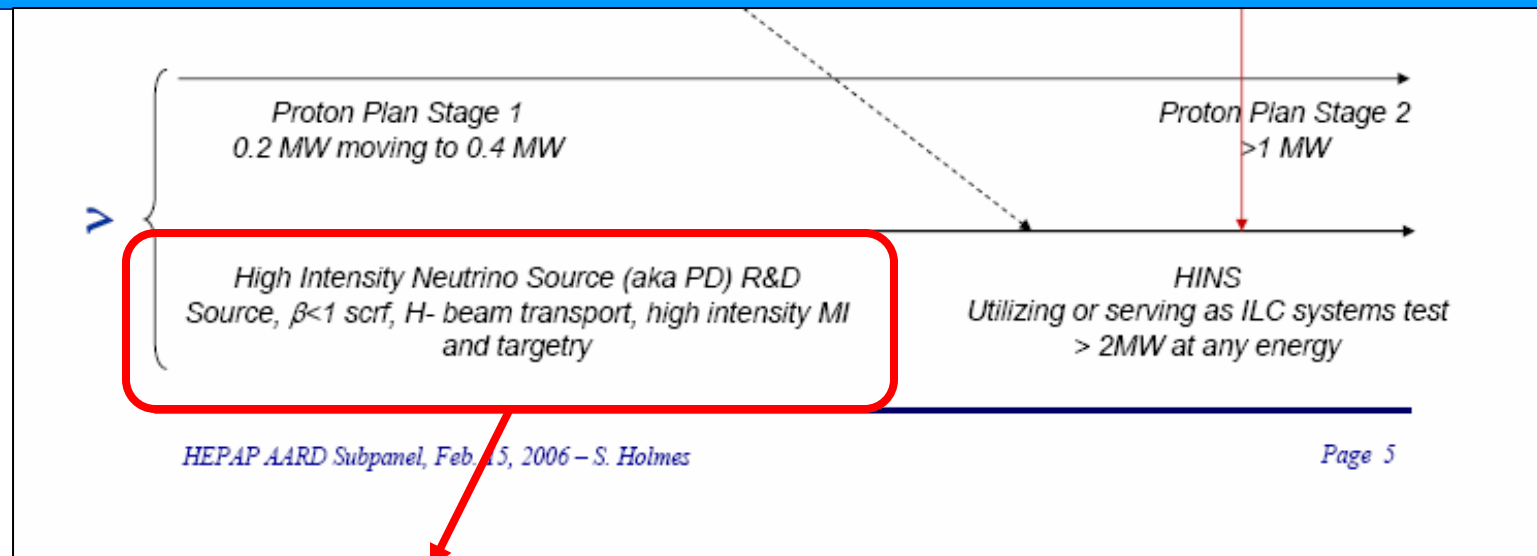 Proton Plan Stage 1
0.2 MW moving to 0.4 MW
Proton Plan Stage 2
>1 MW
ν
High Intensity Neutrino Source (aka PD) R&D
Source, β<1 scrf, H- beam transport, high intensity MI
and targetry
HINS
Utilizing or serving as ILC systems test
> 2MW at any energy
HEPAP AARD Subpanel, Feb. 15, 2006 – S. Holmes
Page 5